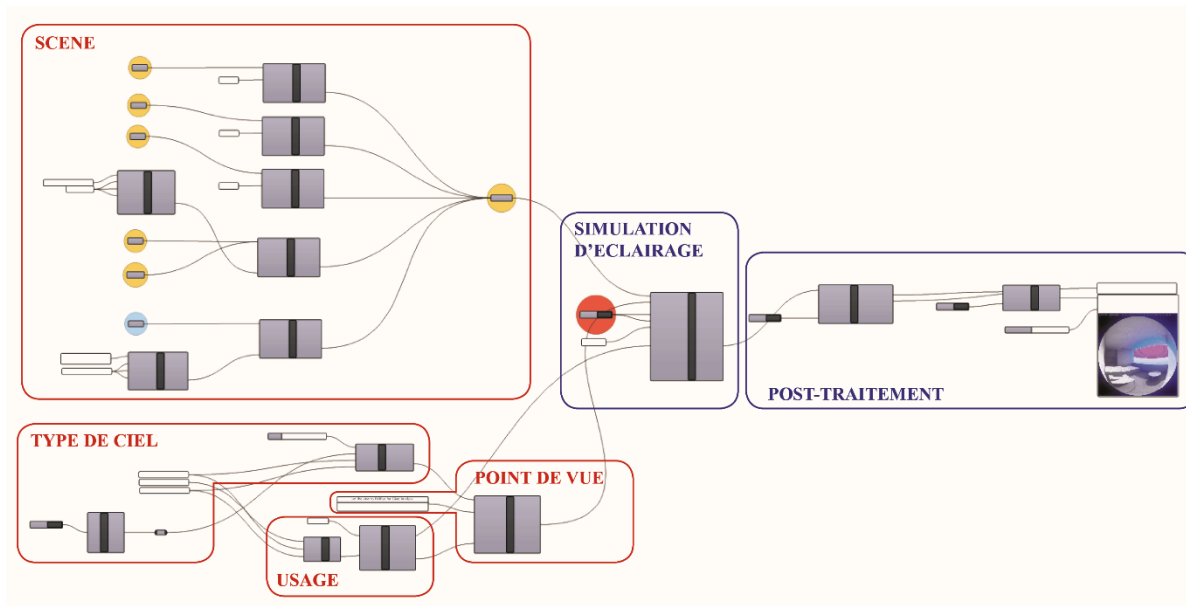 SCENE
SIMULATION
D'ECLAIRAGE
POST-TRAITEMENT
TYPE DE CIEL
POINT DE VUE
USAGE